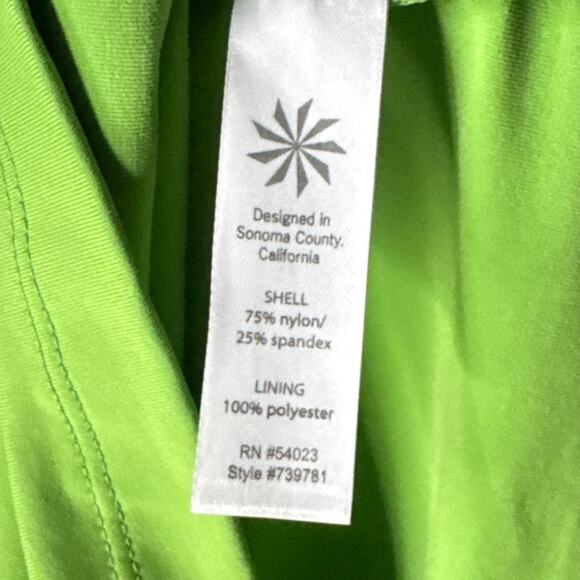 Designed in
Sonoma County,
California
SHELL
75% nylon/
25% spandex
LINING
100% polyester
RN #54023
Style #739781